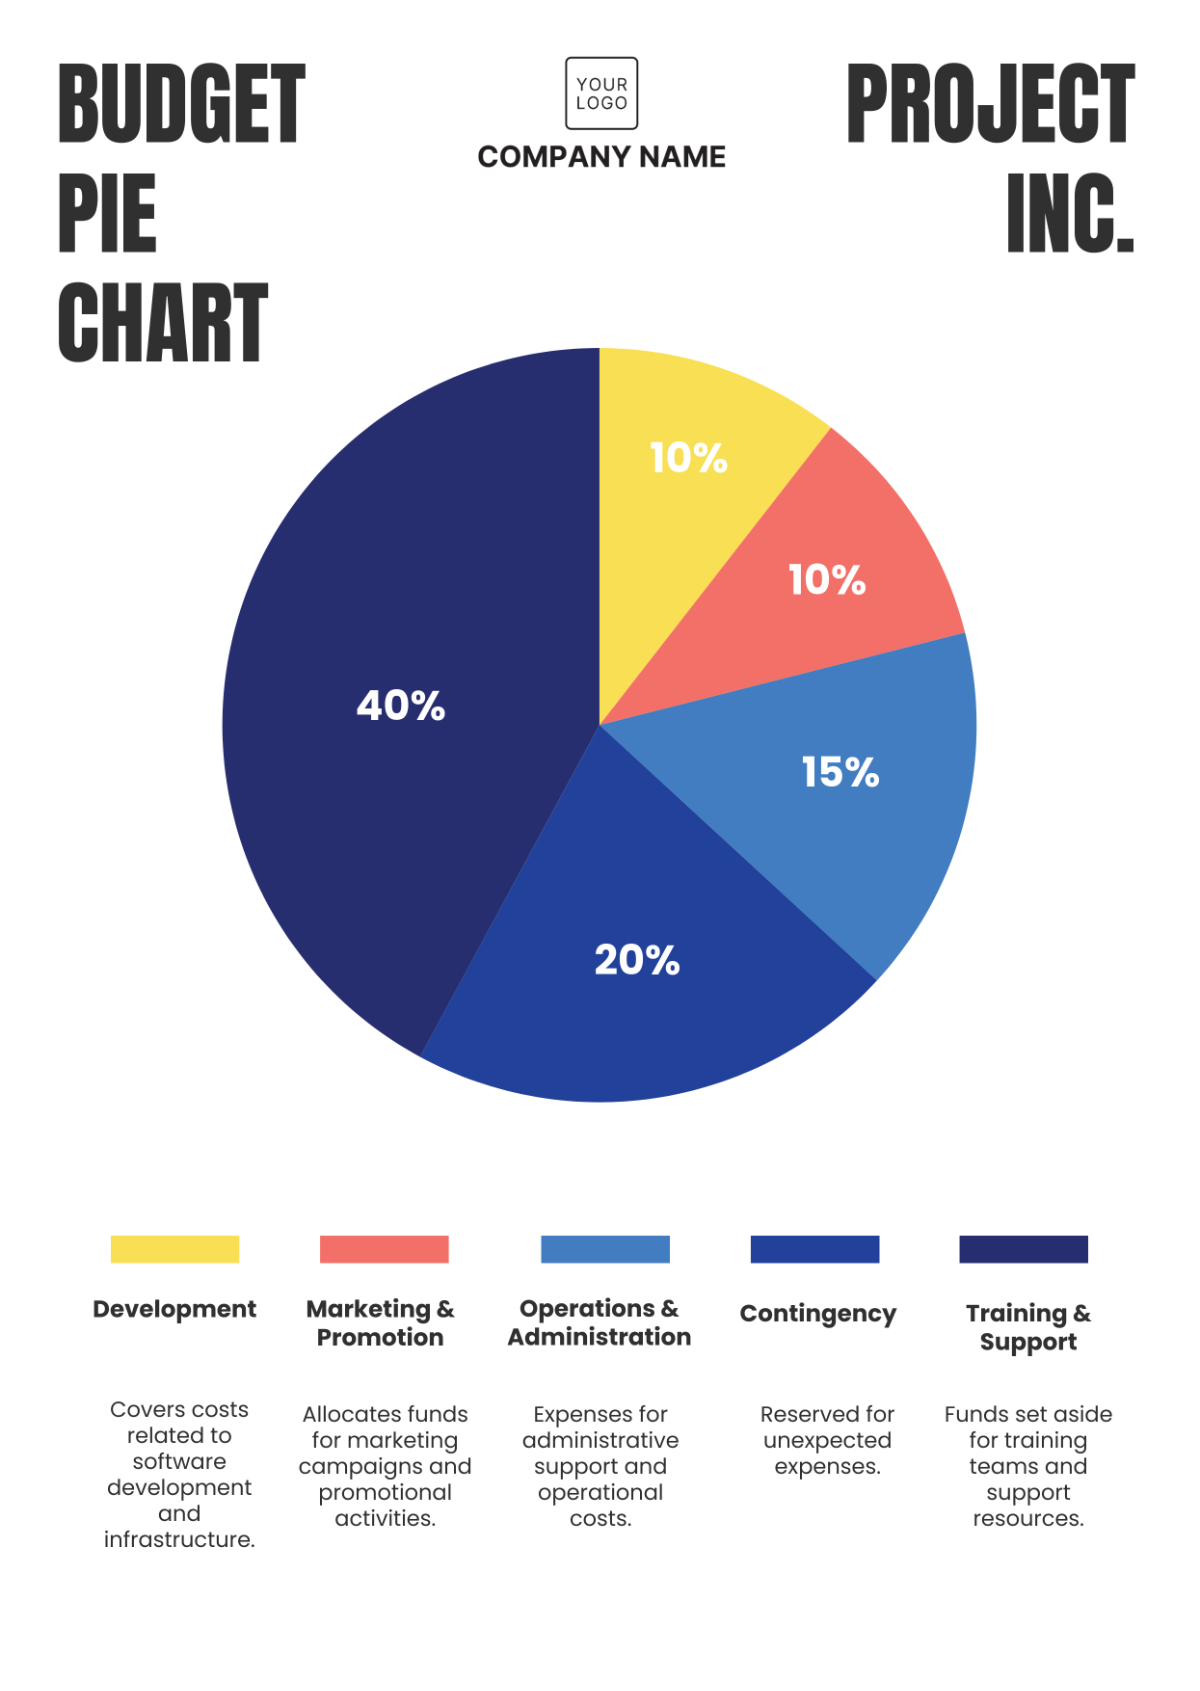 BUDGET
PIE
CHART
YOUR
LOGO
COMPANY NAME
PROJECT
INC.
10%
10%
40%
15%
20%
Development
Covers costs
related to
software
development
and
infrastructure.
Marketing &
Promotion
Allocates funds
for marketing
campaigns and
promotional
activities.
Operations &
Administration
Expenses for
administrative
support and
operational
costs.
Contingency
Reserved for
unexpected
expenses.
Training &
Support
Funds set aside
for training
teams and
support
resources.